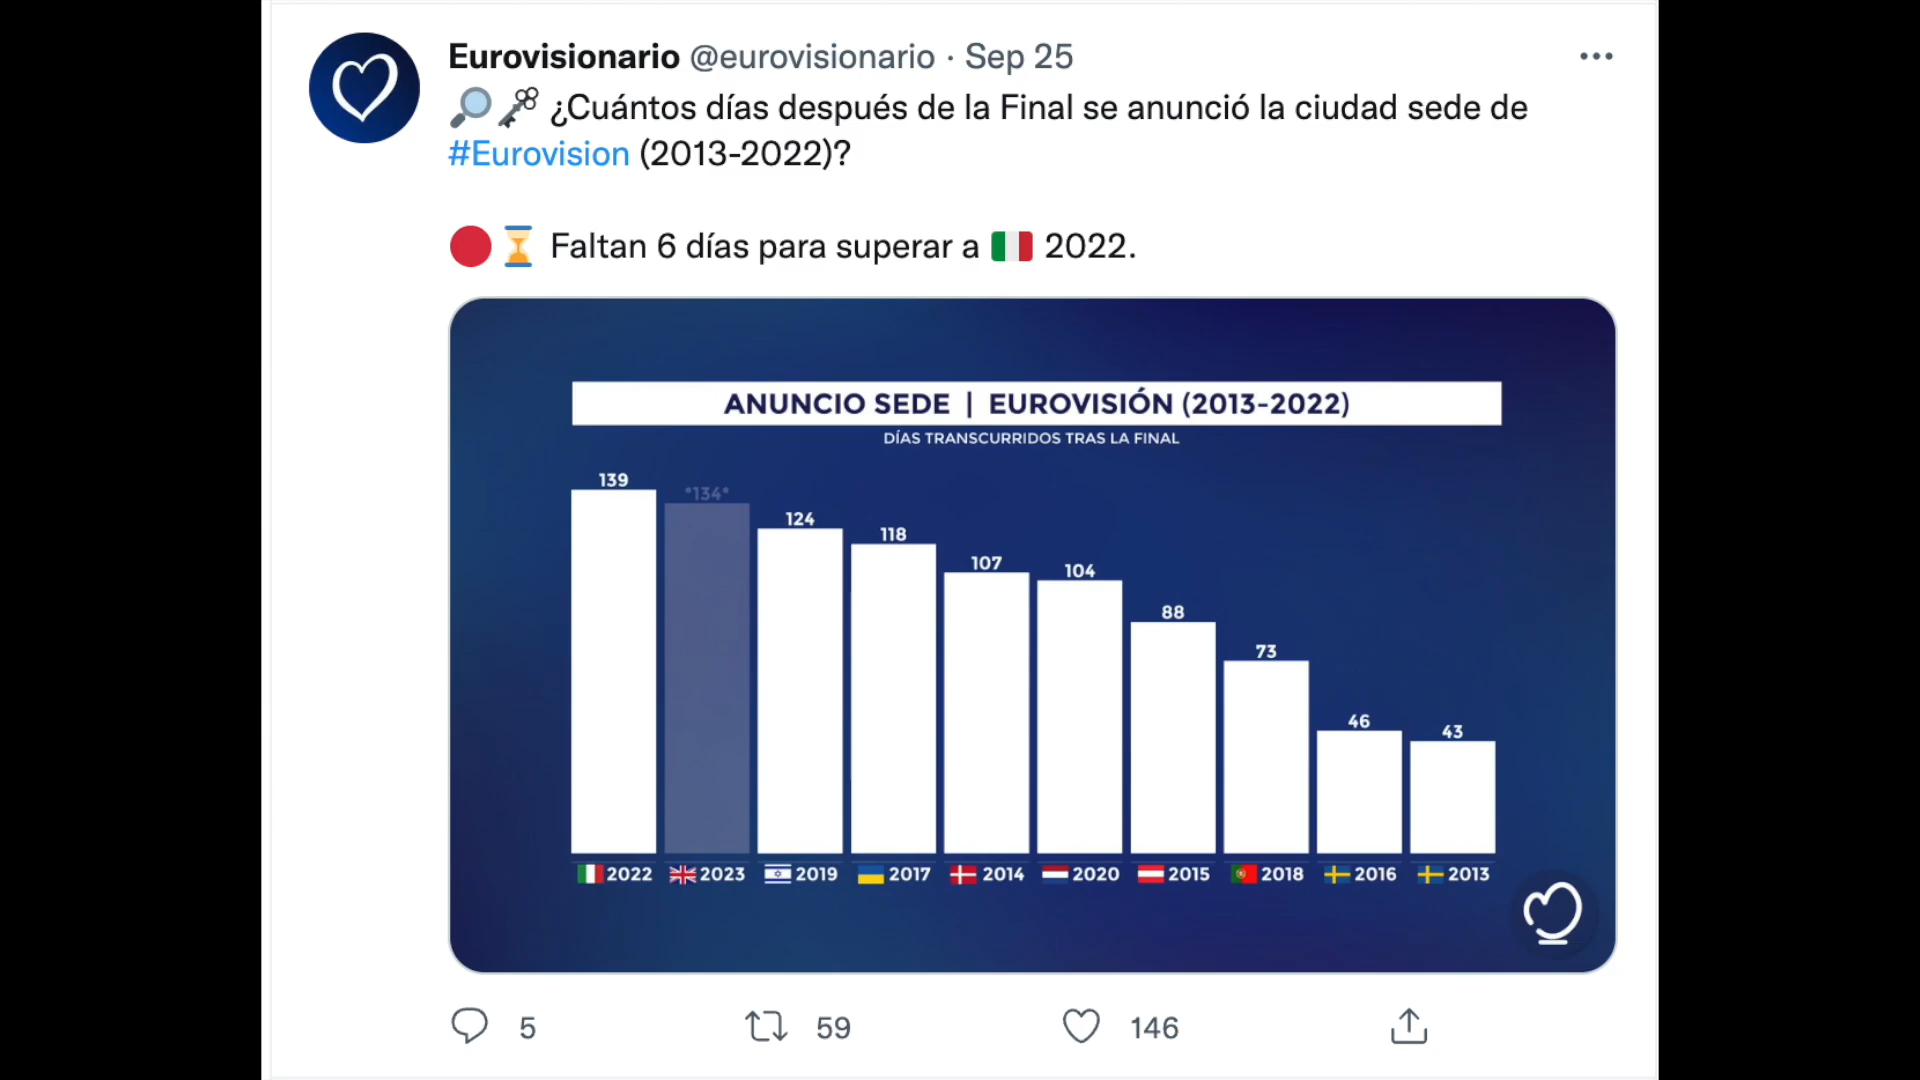 Eurovisionario @eurovisionario · Sep 25
¿Cuántos días después de la Final se anunció la ciudad sede de
#Eurovision (2013-2022)?
Faltan 6 días para superar a 2022.
ANUNCIO SEDE | EUROVISIÓN (2013-2022)
DÍAS TRANSCURRIDOS TRAS LA FINAL
139 *134* 124 118 107 104 88 73 46 43
2022 2023 2019 2017 2014 2020 2015 2018 2016 2013
5 59 146